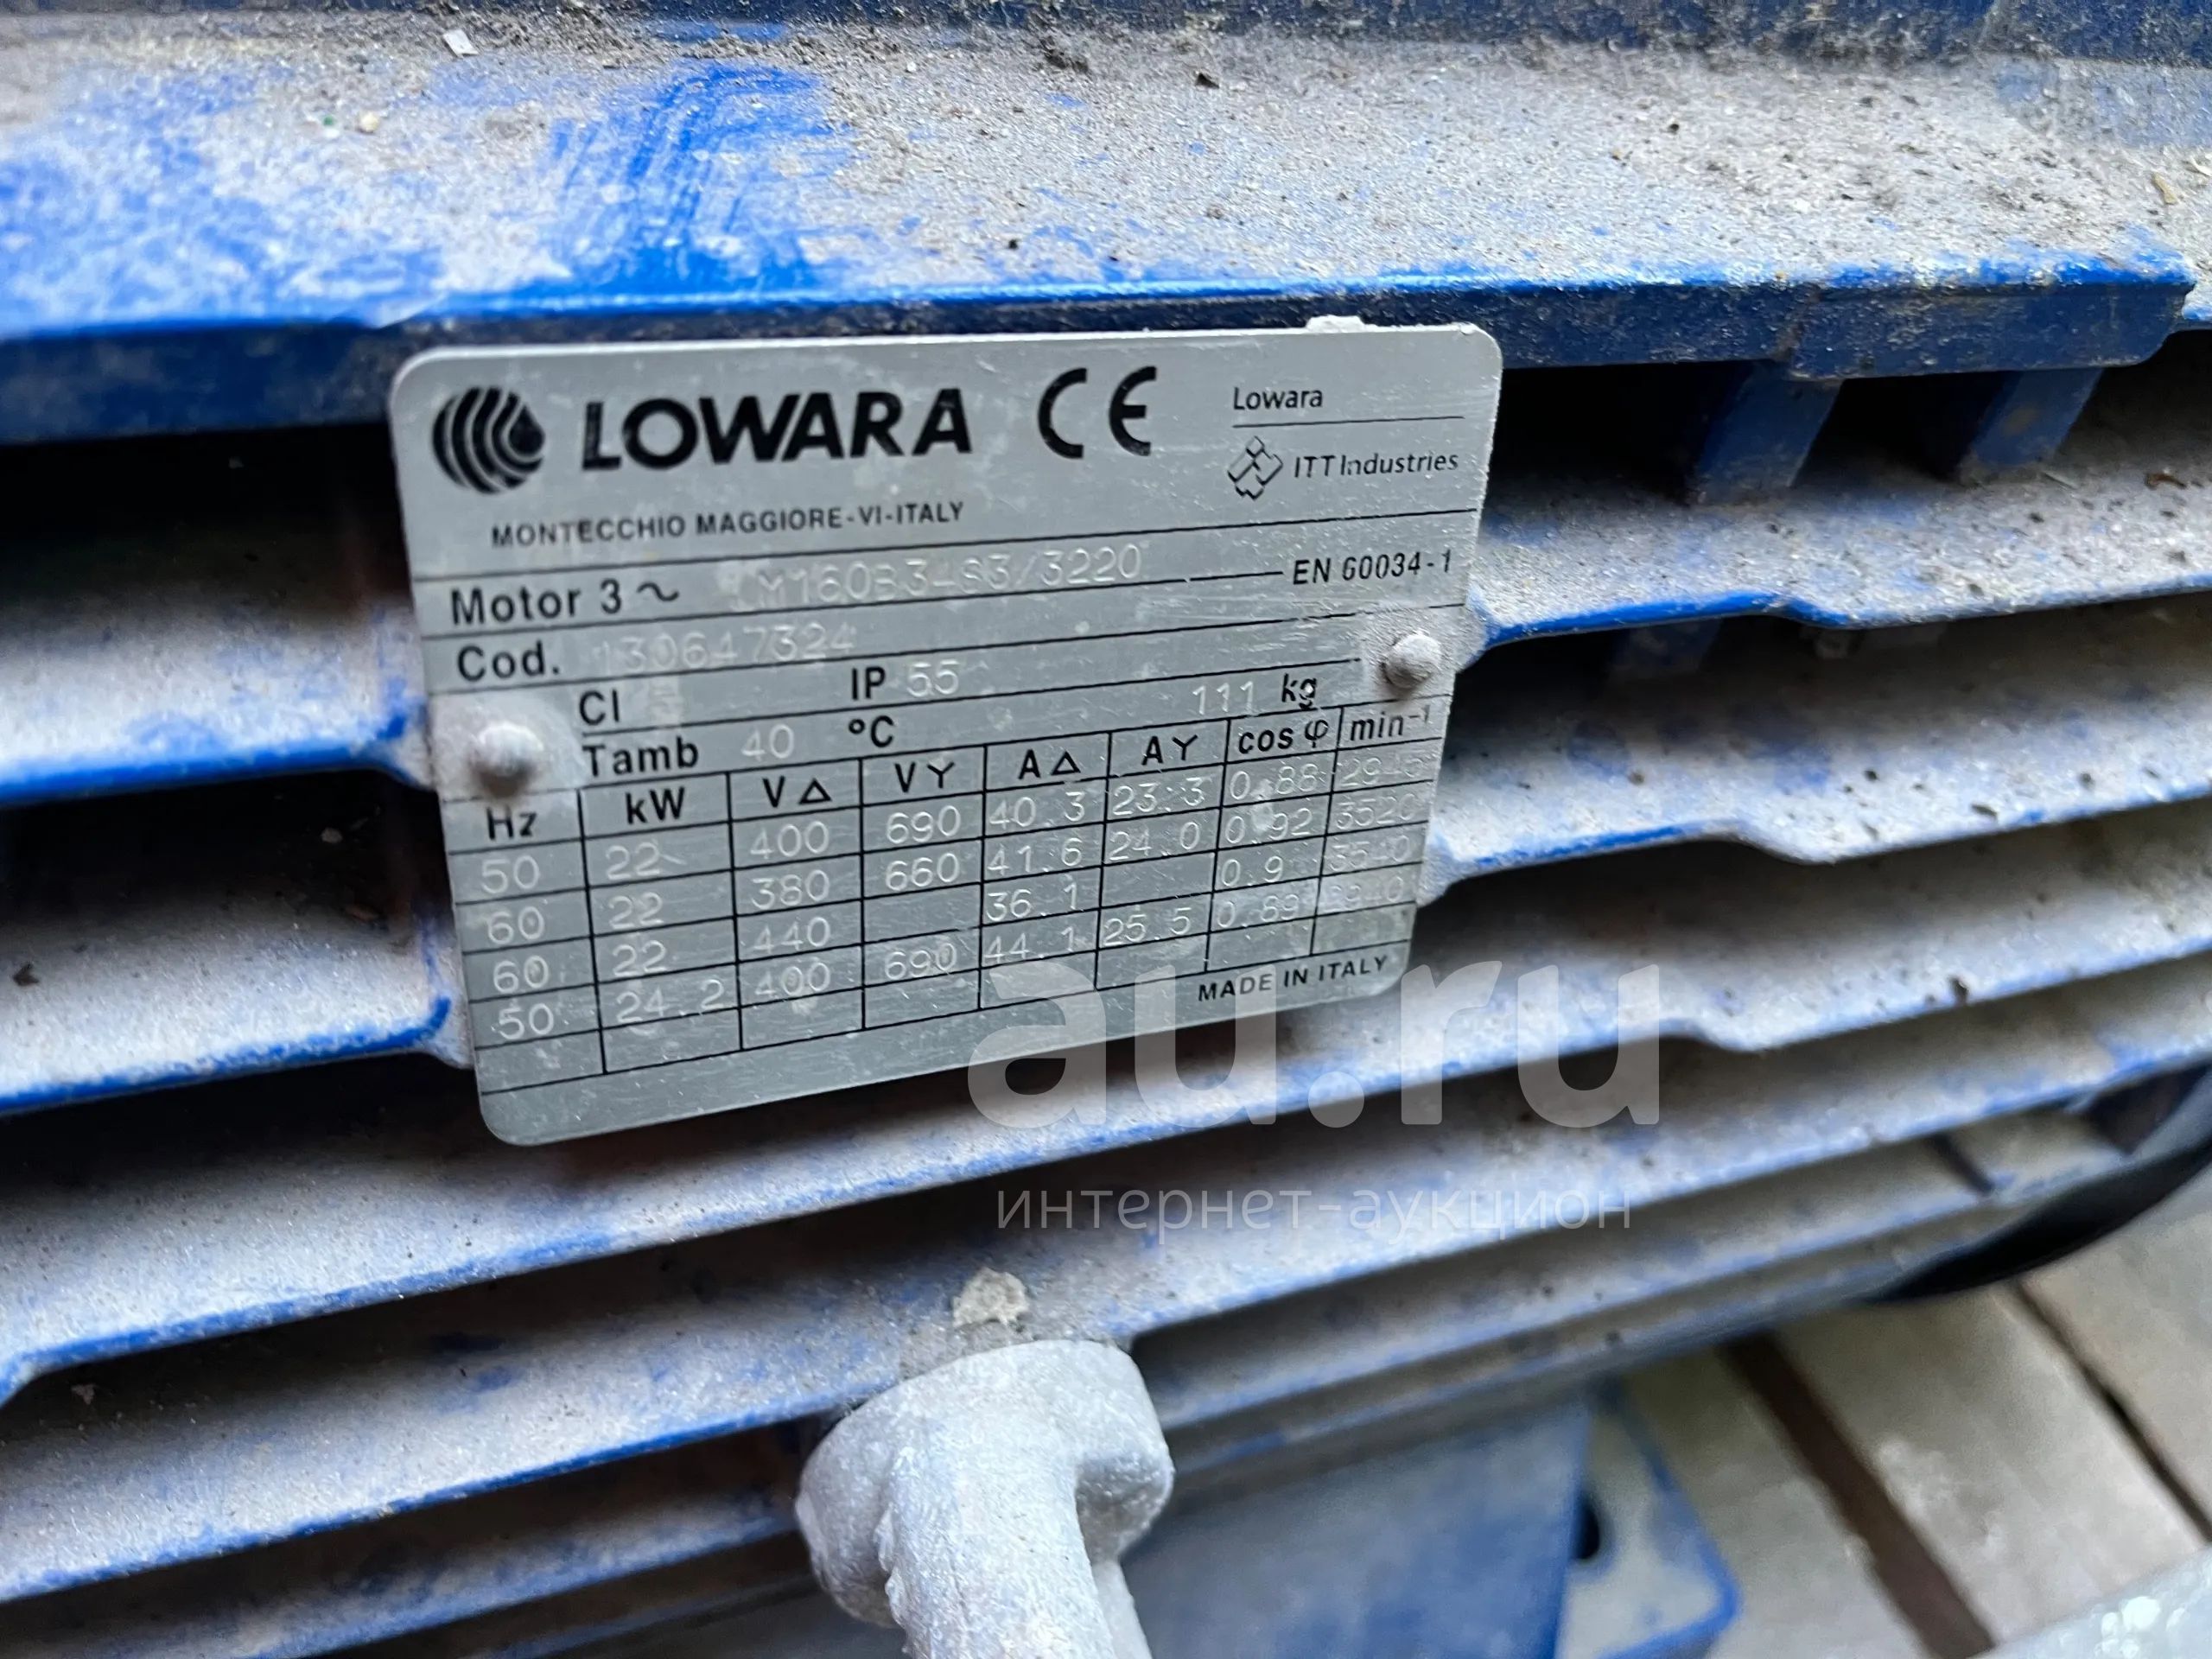 LOWARA CE
Lowara
ITT Industries
MONTECCHIO MAGGIORE-VI-ITALY
Motor 3 ~ EN 60034-1
Cod. 130647324
Cl IP 55
Tamb 40 °C 111 kg
Hz kW V△ VY A△ AY cos φ min⁻¹
50 22 400 690 40.3 23.3 0.88
60 22 380 660 41.6 24.0 0.92 3520
60 22 440 36.1 0.9 3540
50 24.2 400 690 44.1 25.5 0.89 2940
MADE IN ITALY
au.ru
интернет-аукцион